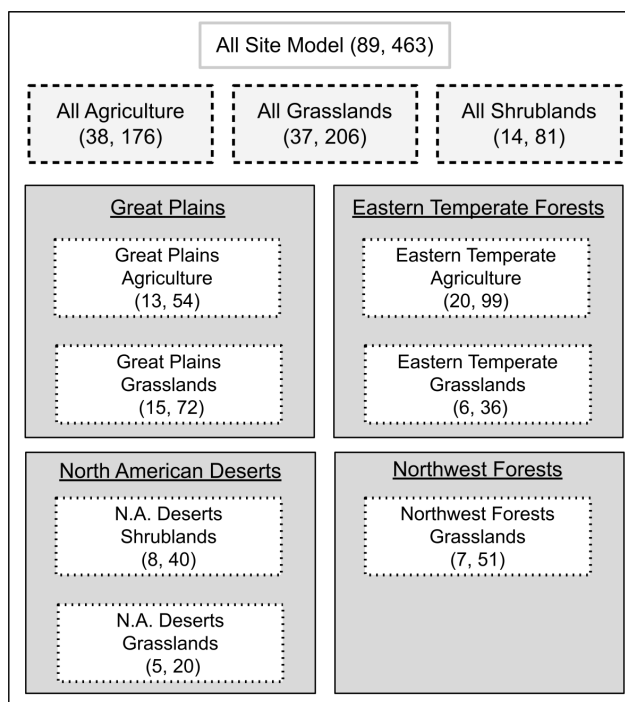 All Site Model (89, 463)
All Agriculture
(38, 176)
All Grasslands
(37, 206)
All Shrublands
(14, 81)
Great Plains
Great Plains
Agriculture
(13, 54)
Great Plains
Grasslands
(15, 72)
Eastern Temperate Forests
Eastern Temperate
Agriculture
(20, 99)
Eastern Temperate
Grasslands
(6, 36)
North American Deserts
N.A. Deserts
Shrublands
(8, 40)
N.A. Deserts
Grasslands
(5, 20)
Northwest Forests
Northwest Forests
Grasslands
(7, 51)